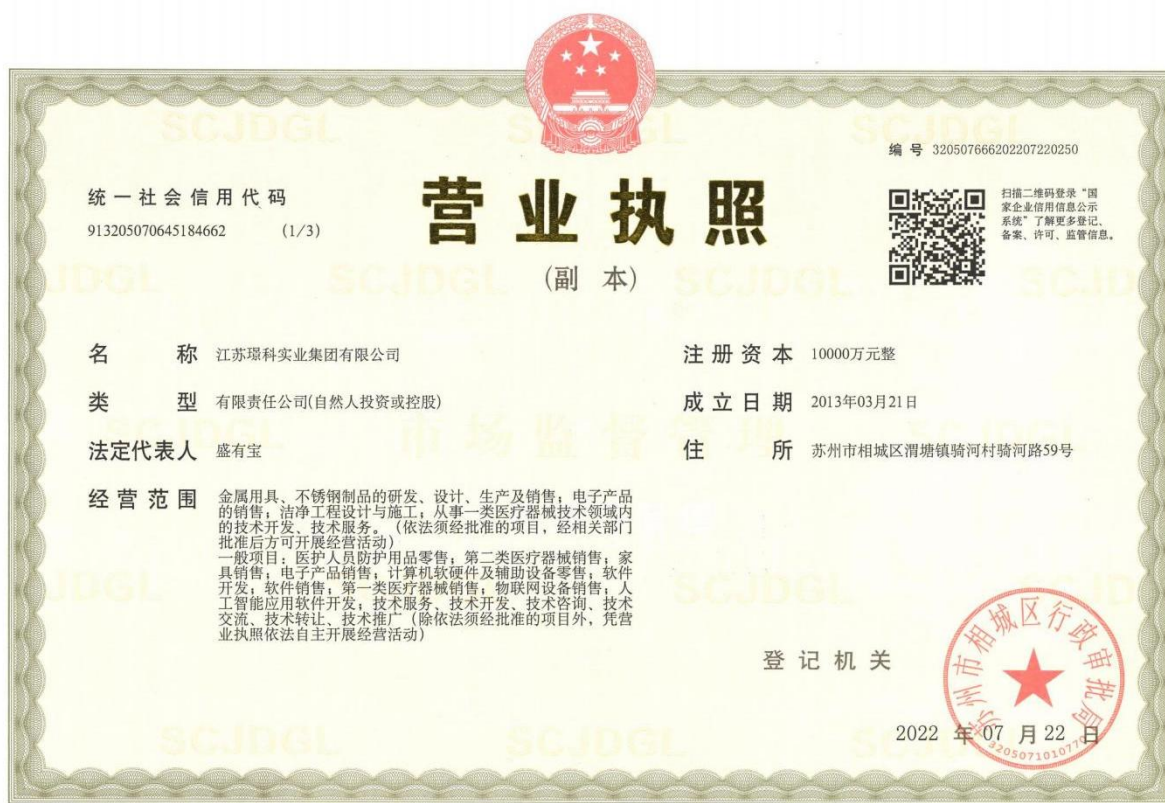 编 号 320507666202207220250
统一社会信用代码
913205070645184662 (1/3)
营业执照
(副 本)
扫描二维码登录“国
家企业信用信息公示
系统”了解更多登记、
备案、许可、监管信息。
名 称 江苏璟科实业集团有限公司
类 型 有限责任公司(自然人投资或控股)
法定代表人 盛有宝
经营范围 金属用具、不锈钢制品的研发、设计、生产及销售；电子产品
的销售；洁净工程设计与施工；从事一类医疗器械技术领域内
的技术开发、技术服务。（依法须经批准的项目，经相关部门
批准后方可开展经营活动）
一般项目：医护人员防护用品零售；第二类医疗器械销售；家
具销售；电子产品销售；计算机软硬件及辅助设备零售；软件
开发；软件销售；第一类医疗器械销售；物联网设备销售；人
工智能应用软件开发；技术服务、技术开发、技术咨询、技术
交流、技术转让、技术推广（除依法须经批准的项目外，凭营
业执照依法自主开展经营活动）
注册资本 10000万元整
成立日期 2013年03月21日
住 所 苏州市相城区渭塘镇骑河村骑河路59号
登记机关
苏州市相城区行政审批局
2022 年 07 月 22 日
SCJDGL
市场监督管理